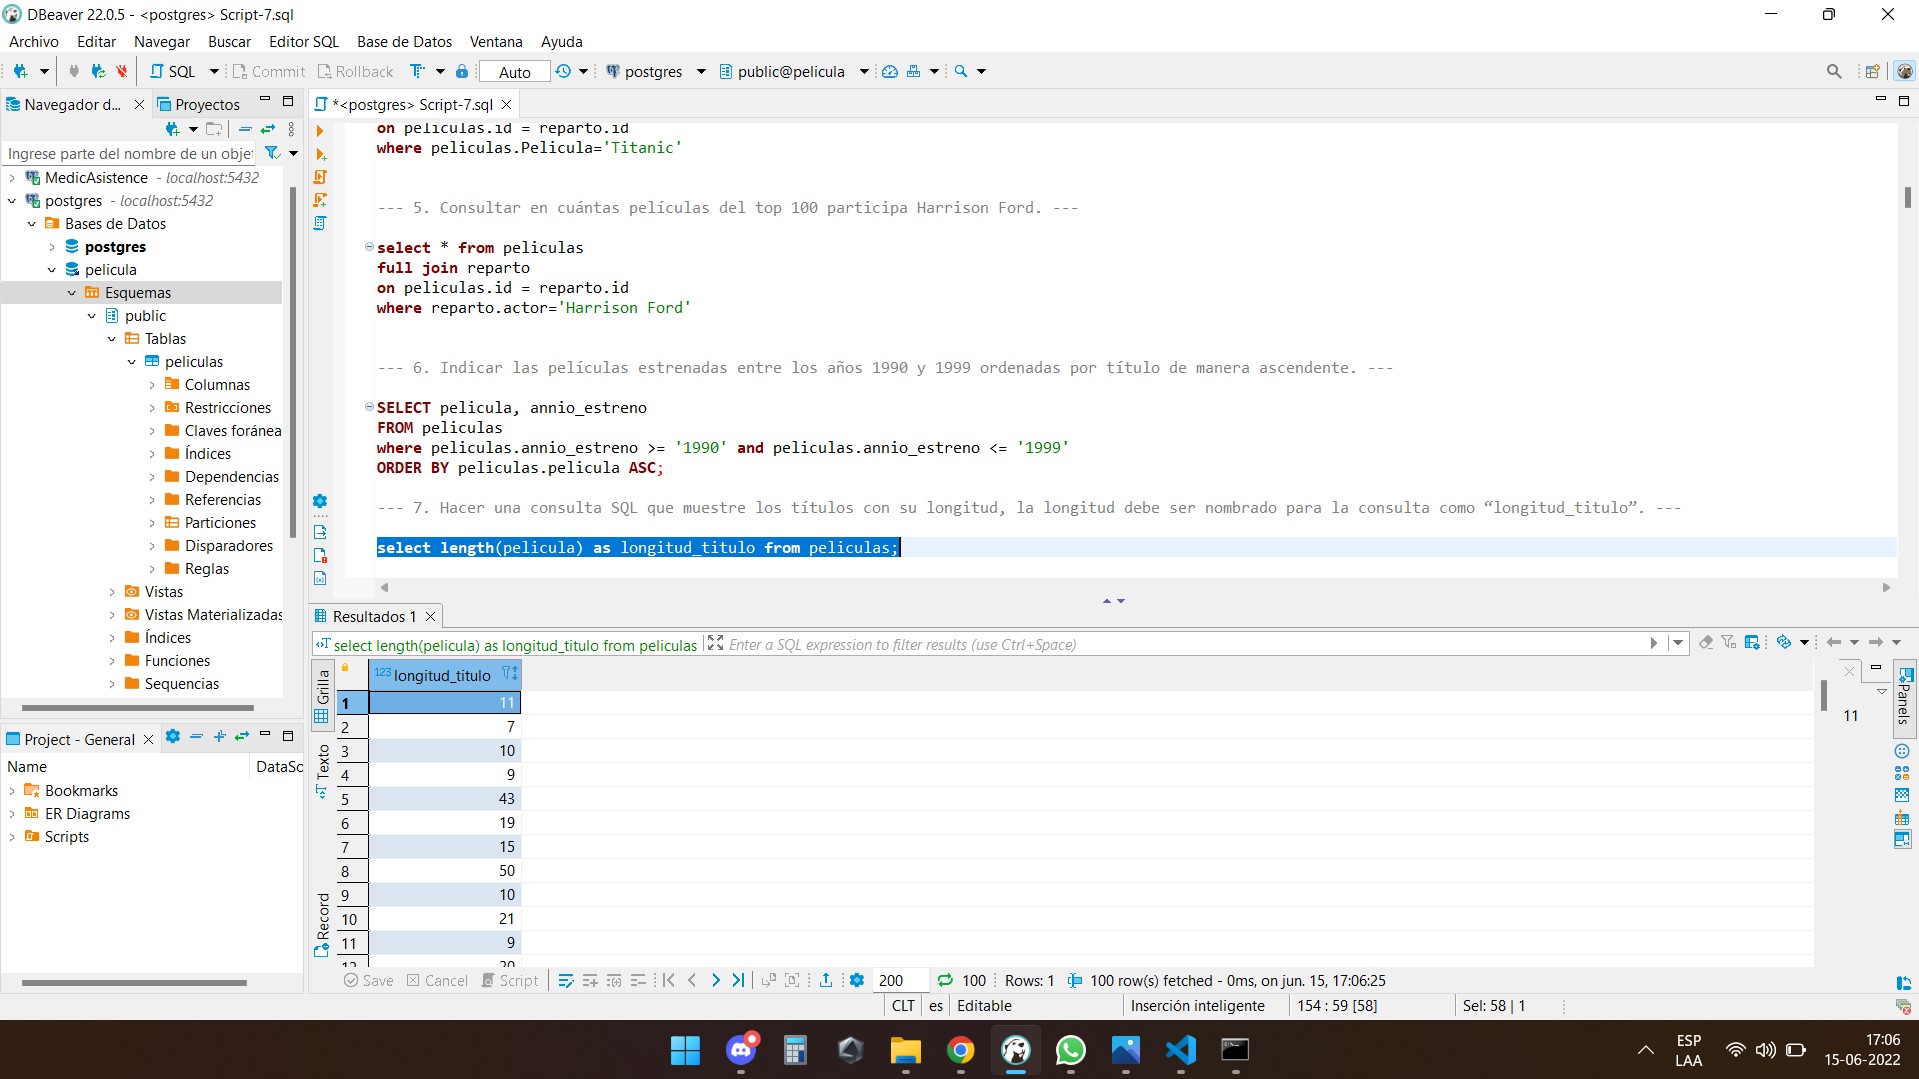 DBeaver 22.0.5 - <postgres> Script-7.sql
Archivo Editar Navegar Buscar Editor SQL Base de Datos Ventana Ayuda
SQL Commit Rollback Auto postgres public@pelicula
Navegador d... Proyectos
Ingrese parte del nombre de un obje
MedicAsistence - localhost:5432
postgres - localhost:5432
Bases de Datos
postgres
pelicula
Esquemas
public
Tablas
peliculas
Columnas
Restricciones
Claves foránea
Índices
Dependencias
Referencias
Particiones
Disparadores
Reglas
Vistas
Vistas Materializadas
Índices
Funciones
Sequencias
Project - General
Name DataSo
Bookmarks
ER Diagrams
Scripts
*<postgres> Script-7.sql
on peliculas.id = reparto.id
where peliculas.Pelicula='Titanic'
--- 5. Consultar en cuántas películas del top 100 participa Harrison Ford. ---
select * from peliculas
full join reparto
on peliculas.id = reparto.id
where reparto.actor='Harrison Ford'
--- 6. Indicar las películas estrenadas entre los años 1990 y 1999 ordenadas por título de manera ascendente. ---
SELECT pelicula, annio_estreno
FROM peliculas
where peliculas.annio_estreno >= '1990' and peliculas.annio_estreno <= '1999'
ORDER BY peliculas.pelicula ASC;
--- 7. Hacer una consulta SQL que muestre los títulos con su longitud, la longitud debe ser nombrado para la consulta como “longitud_titulo”. ---
select length(pelicula) as longitud_titulo from peliculas;
Resultados 1
select length(pelicula) as longitud_titulo from peliculas Enter a SQL expression to filter results (use Ctrl+Space)
Grilla
Texto
Record
123 longitud_titulo
1 11
2 7
3 10
4 9
5 43
6 19
7 15
8 50
9 10
10 21
11 9
12 20
11
Panels
Save Cancel Script 200 100 Rows: 1 100 row(s) fetched - 0ms, on jun. 15, 17:06:25
CLT es Editable Inserción inteligente 154 : 59 [58] Sel: 58 | 1
ESP
LAA
17:06
15-06-2022